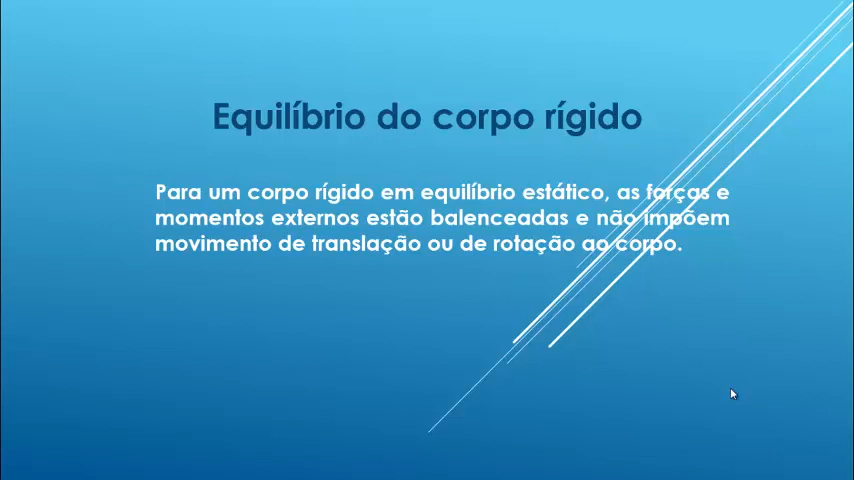 Equilíbrio do corpo rígido
Para um corpo rígido em equilíbrio estático, as forças e
momentos externos estão balenceadas e não impõem
movimento de translação ou de rotação ao corpo.